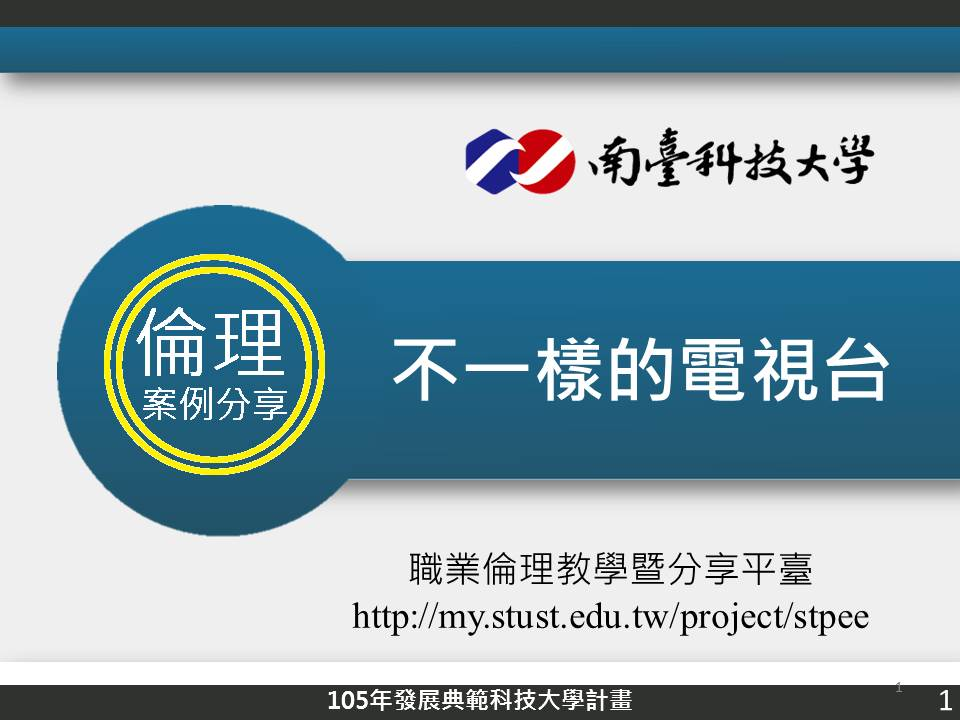 南臺科技大學
倫理
案例分享
不一樣的電視台
職業倫理教學暨分享平臺
http://my.stust.edu.tw/project/stpee
105年發展典範科技大學計畫
1
1